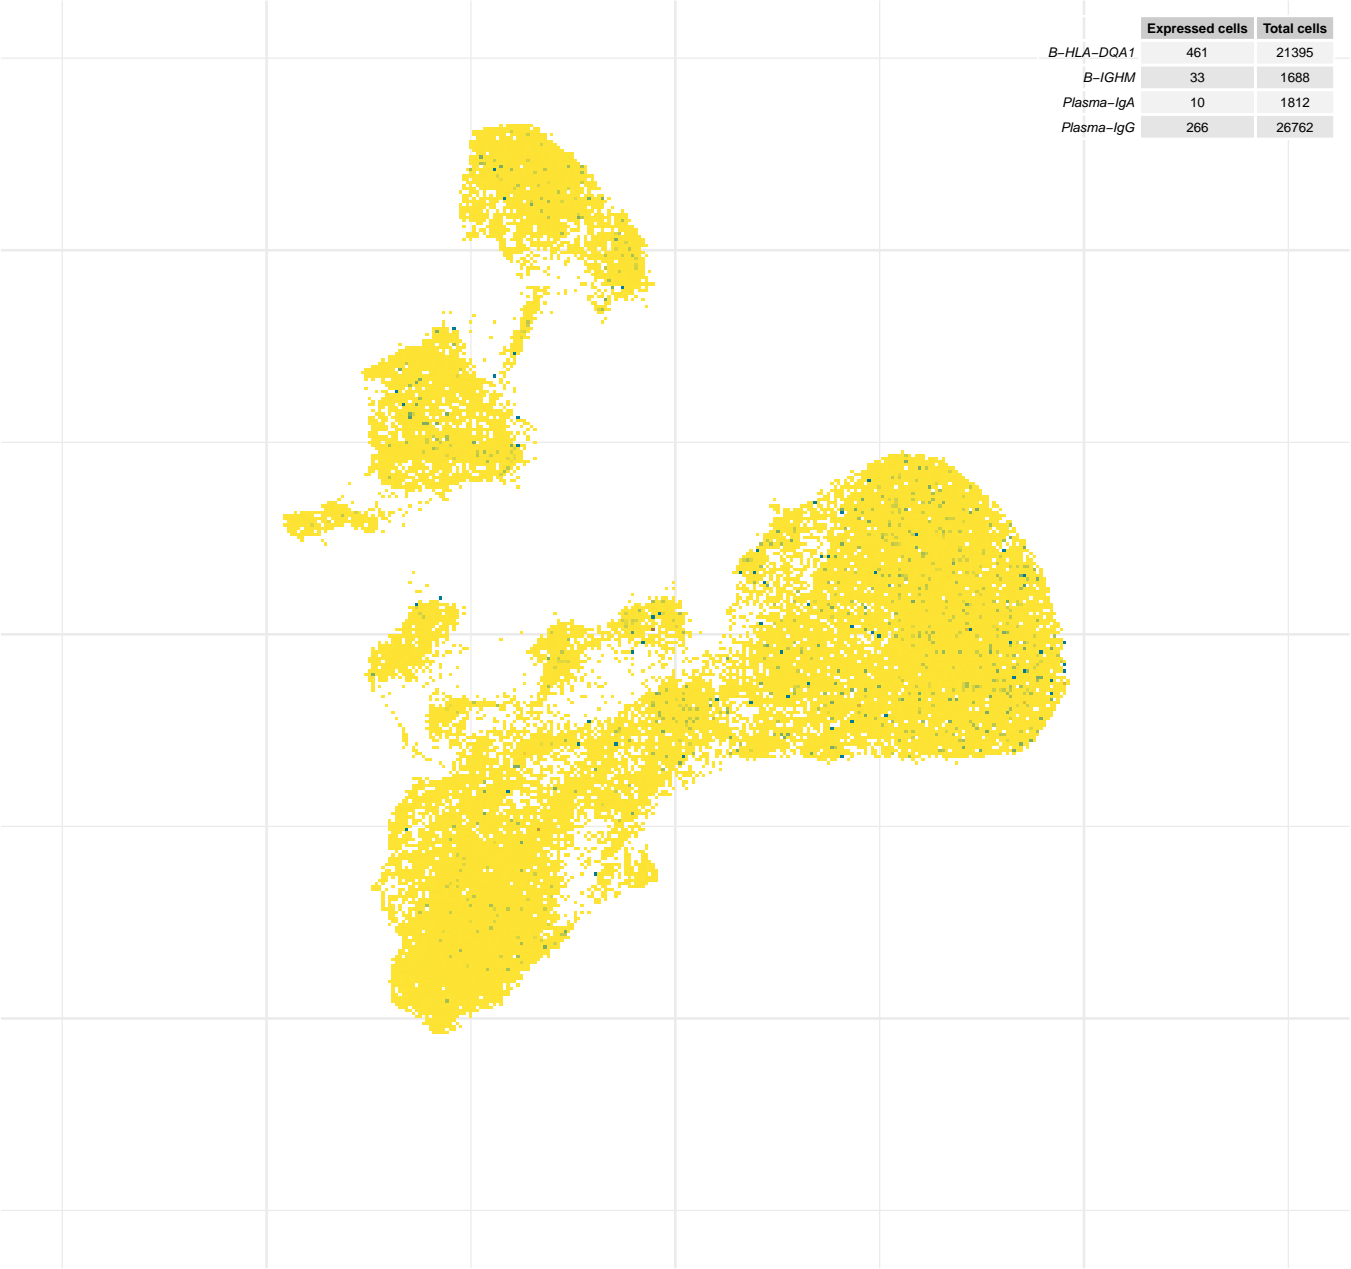 Expressed cells Total cells
B−HLA−DQA1 461 21395
B−IGHM 33 1688
Plasma−IgA 10 1812
Plasma−IgG 266 26762